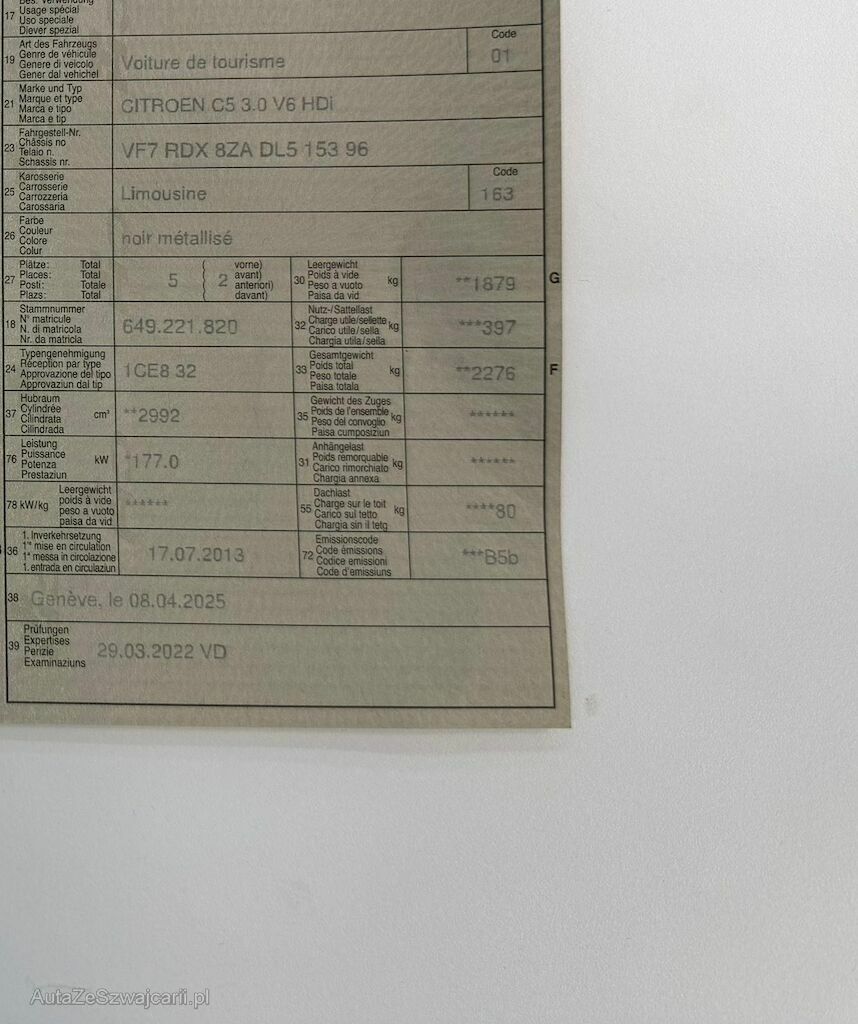 17 Bes. Verwendung
Usage spécial
Uso speciale
Diever spezial
19 Art des Fahrzeugs
Genre de véhicule
Genere di veicolo
Gener dal vehichel
Voiture de tourisme
Code
01
21 Marke und Typ
Marque et type
Marca e tipo
Marca e tip
CITROEN C5 3.0 V6 HDi
23 Fahrgestell-Nr.
Châssis no
Telaio n.
Schassis nr.
VF7 RDX 8ZA DL5 153 96
25 Karosserie
Carrosserie
Carrozzeria
Carossaria
Limousine
Code
163
26 Farbe
Couleur
Colore
Colur
noir métallisé
27 Plätze: Total
Places: Total
Posti: Totale
Plazs: Total
5 ( 2 vorne)
avant)
anteriori)
( davant)
30 Leergewicht
Poids à vide
Peso a vuoto
Paisa da vid
kg
**1879
G
18 Stammnummer
N° matricule
N. di matricola
Nr. da matricla
649.221.820
32 Nutz-/Sattellast
Charge utile/sellette
Carico utile/sella
Chargia utila/sella
kg
***397
24 Typengenehmigung
Réception par type
Approvazione del tipo
Approvaziun dal tip
1CE8 32
33 Gesamtgewicht
Poids total
Peso totale
Paisa totala
kg
**2276
F
37 Hubraum
Cylindrée
Cilindrata
Cilindrada
cm³
**2992
35 Gewicht des Zuges
Poids de l'ensemble
Peso del convoglio
Paisa cumposiziun
kg
******
76 Leistung
Puissance
Potenza
Prestaziun
kW
*177.0
31 Anhängelast
Poids remorquable
Carico rimorchiato
Chargia annexa
kg
******
78 kW/kg Leergewicht
poids à vide
peso a vuoto
paisa da vid
******
55 Dachlast
Charge sur le toit
Carico sul tetto
Chargia sin il tetg
kg
****80
36 1. Inverkehrsetzung
1re mise en circulation
1a messa in circolazione
1. entrada en circulaziun
17.07.2013
72 Emissionscode
Code émissions
Codice emissioni
Code d'emissiuns
***B5b
38 Genève, le 08.04.2025
39 Prüfungen
Expertises
Perizie
Examinaziuns
29.03.2022 VD
AutaZeSzwajcarii.pl